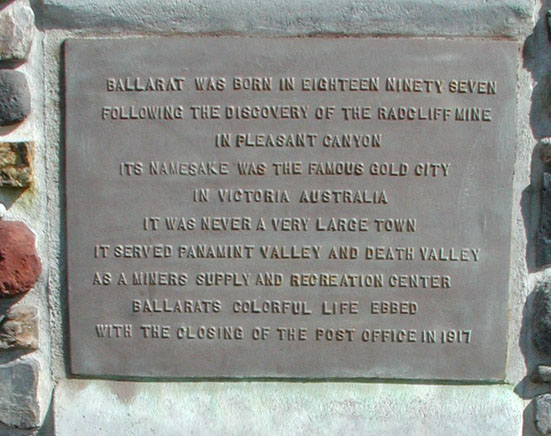 BALLARAT WAS BORN IN EIGHTEEN NINETY SEVEN
FOLLOWING THE DISCOVERY OF THE RADCLIFF MINE
IN PLEASANT CANYON
ITS NAMESAKE WAS THE FAMOUS GOLD CITY
IN VICTORIA AUSTRALIA
IT WAS NEVER A VERY LARGE TOWN
IT SERVED PANAMINT VALLEY AND DEATH VALLEY
AS A MINERS SUPPLY AND RECREATION CENTER
BALLARATS COLORFUL LIFE EBBED
WITH THE CLOSING OF THE POST OFFICE IN 1917